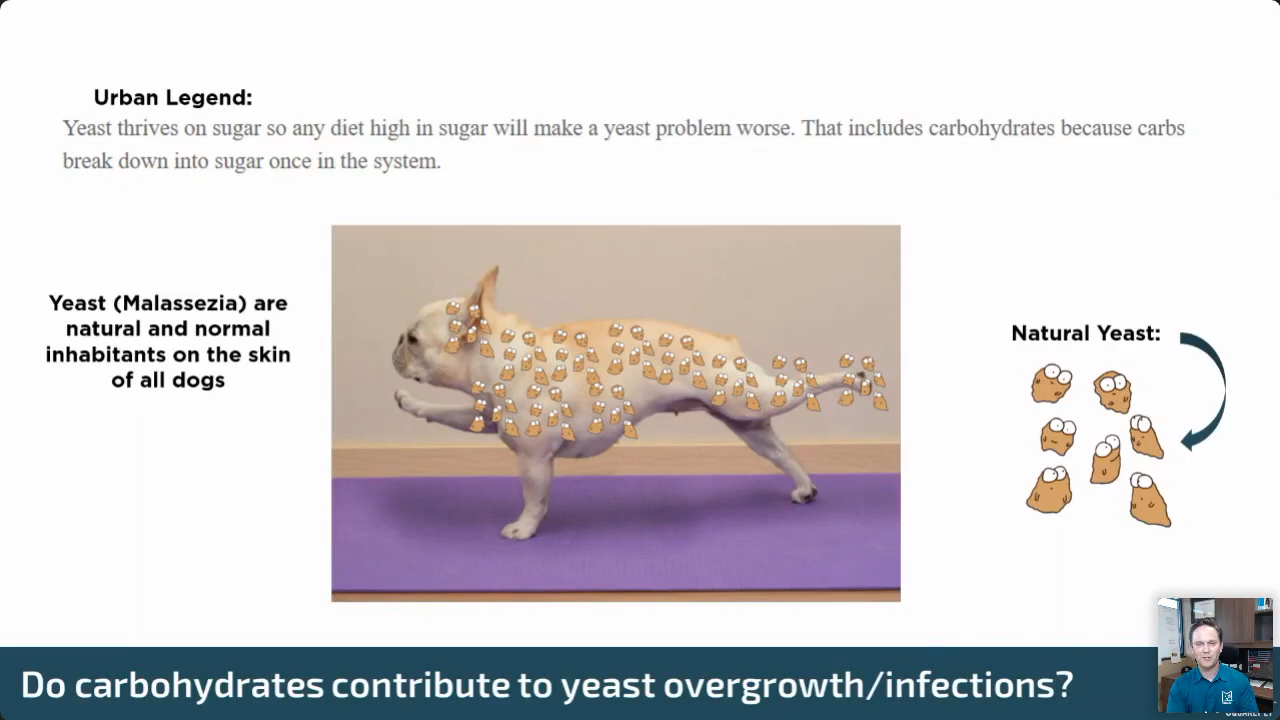 Urban Legend:
Yeast thrives on sugar so any diet high in sugar will make a yeast problem worse. That includes carbohydrates because carbs
break down into sugar once in the system.
Yeast (Malassezia) are
natural and normal
inhabitants on the skin
of all dogs
Natural Yeast:
Do carbohydrates contribute to yeast overgrowth/infections?